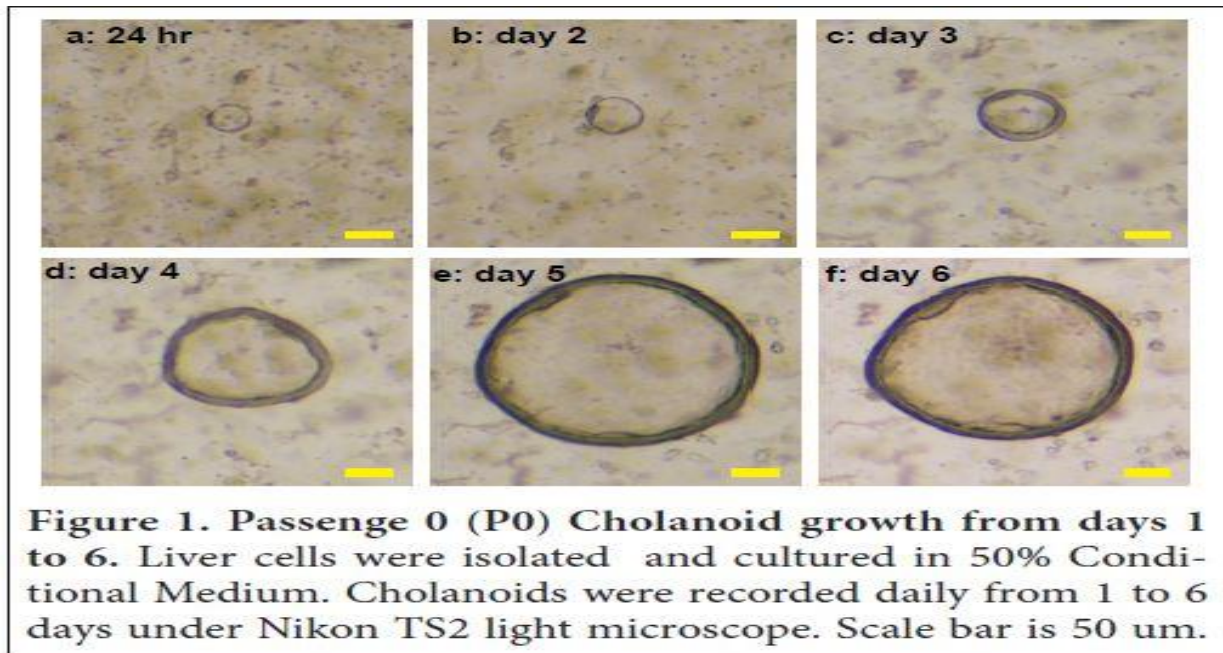 a: 24 hr
b: day 2
c: day 3
d: day 4
e: day 5
f: day 6
Figure 1. Passenge 0 (P0) Cholanoid growth from days 1
to 6. Liver cells were isolated and cultured in 50% Condi-
tional Medium. Cholanoids were recorded daily from 1 to 6
days under Nikon TS2 light microscope. Scale bar is 50 um.